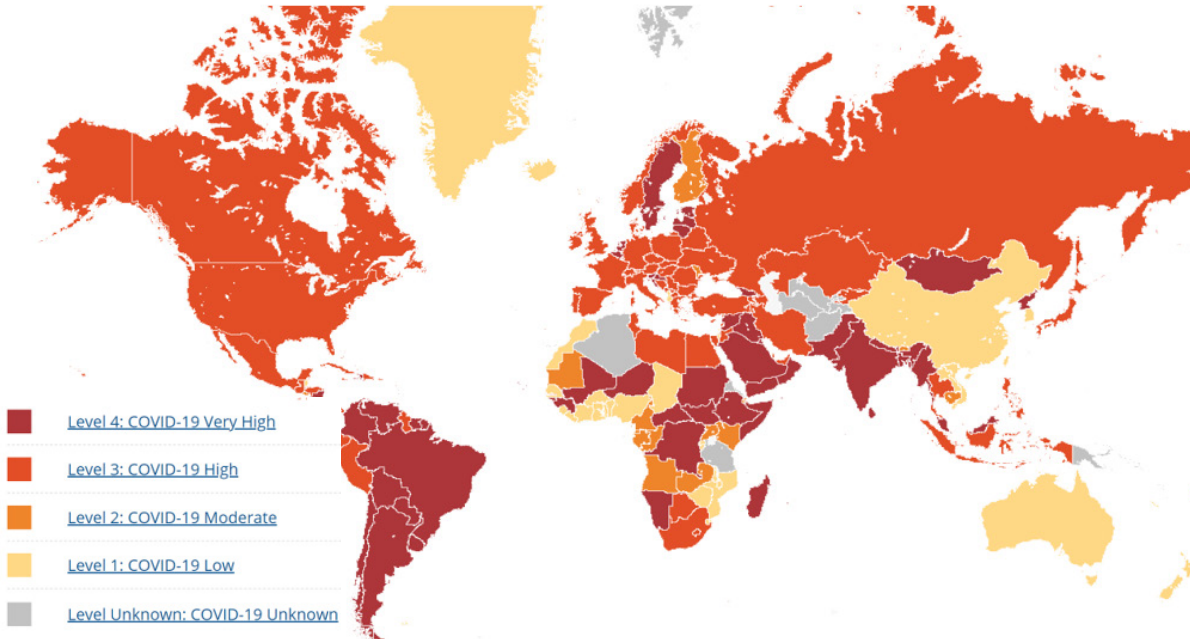 Level 4: COVID-19 Very High
Level 3: COVID-19 High
Level 2: COVID-19 Moderate
Level 1: COVID-19 Low
Level Unknown: COVID-19 Unknown